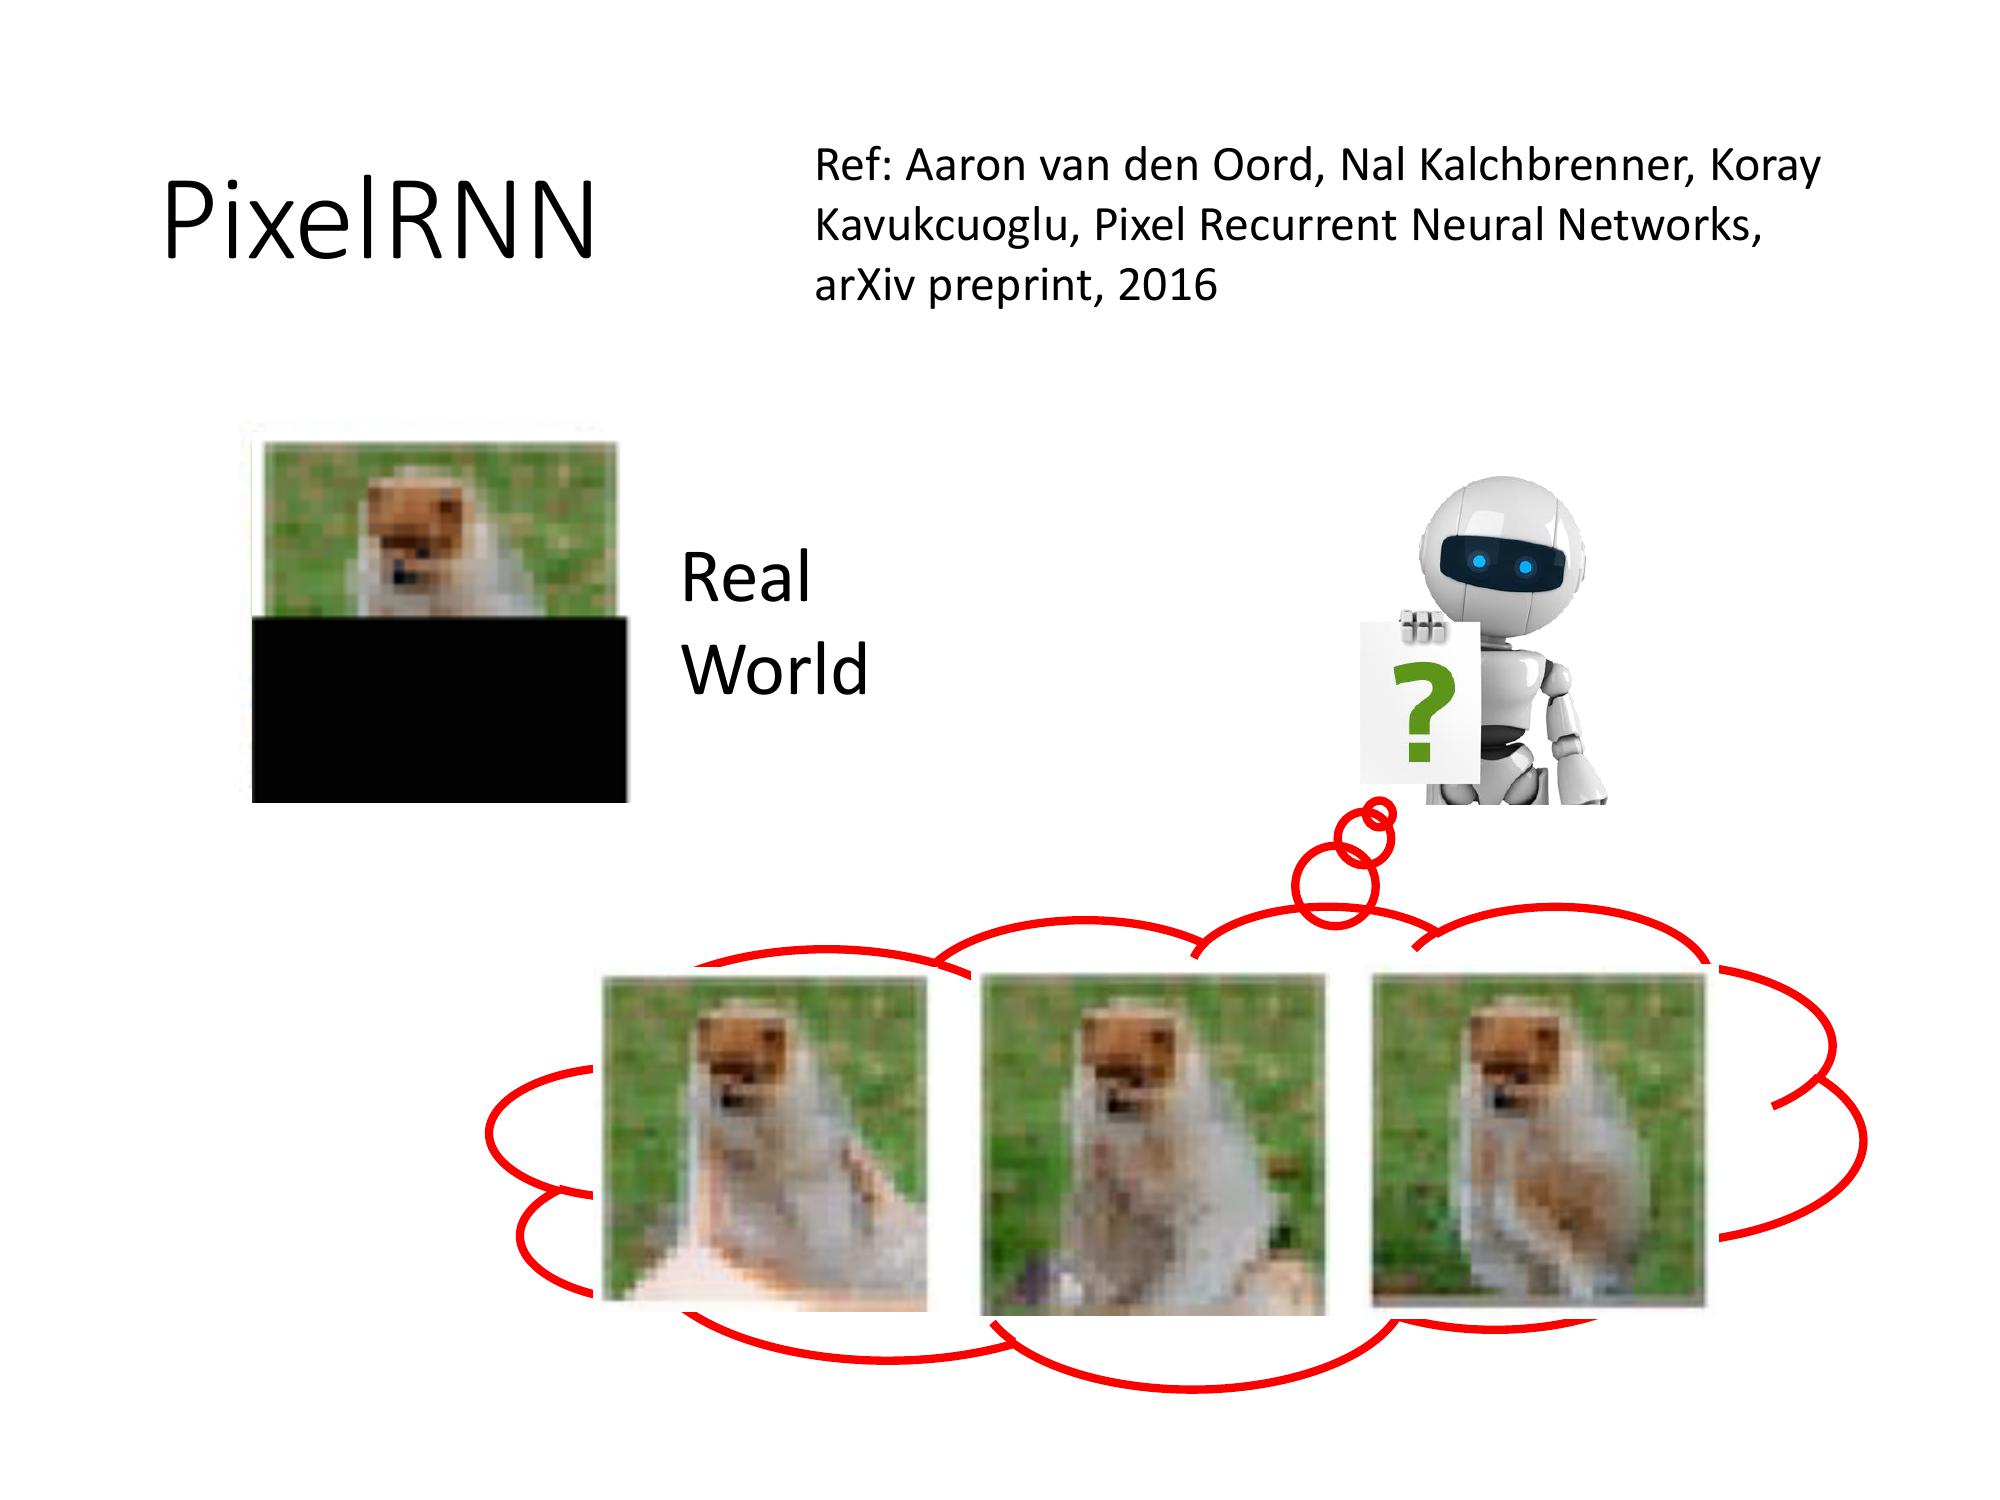 PixelRNN
Ref: Aaron van den Oord, Nal Kalchbrenner, Koray
Kavukcuoglu, Pixel Recurrent Neural Networks,
arXiv preprint, 2016
Real
World
?